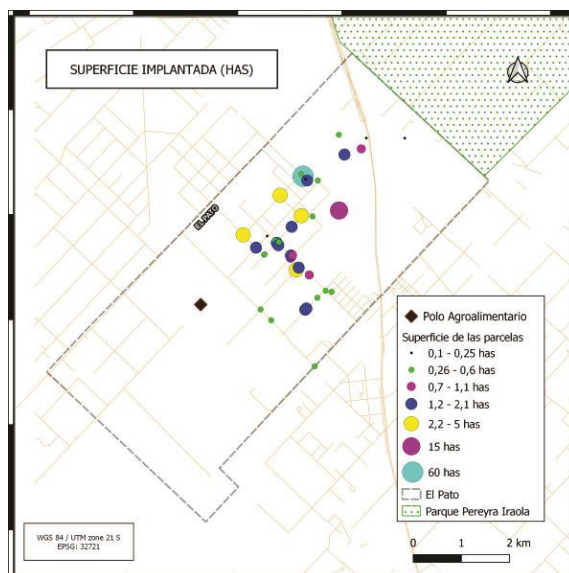 SUPERFICIE IMPLANTADA (HAS)
EL PATO
Polo Agroalimentario
Superficie de las parcelas
0,1 - 0,25 has
0,26 - 0,6 has
0,7 - 1,1 has
1,2 - 2,1 has
2,2 - 5 has
15 has
60 has
El Pato
Parque Pereyra Iraola
WGS 84 / UTM zone 21 S
EPSG: 32721
0 1 2 km